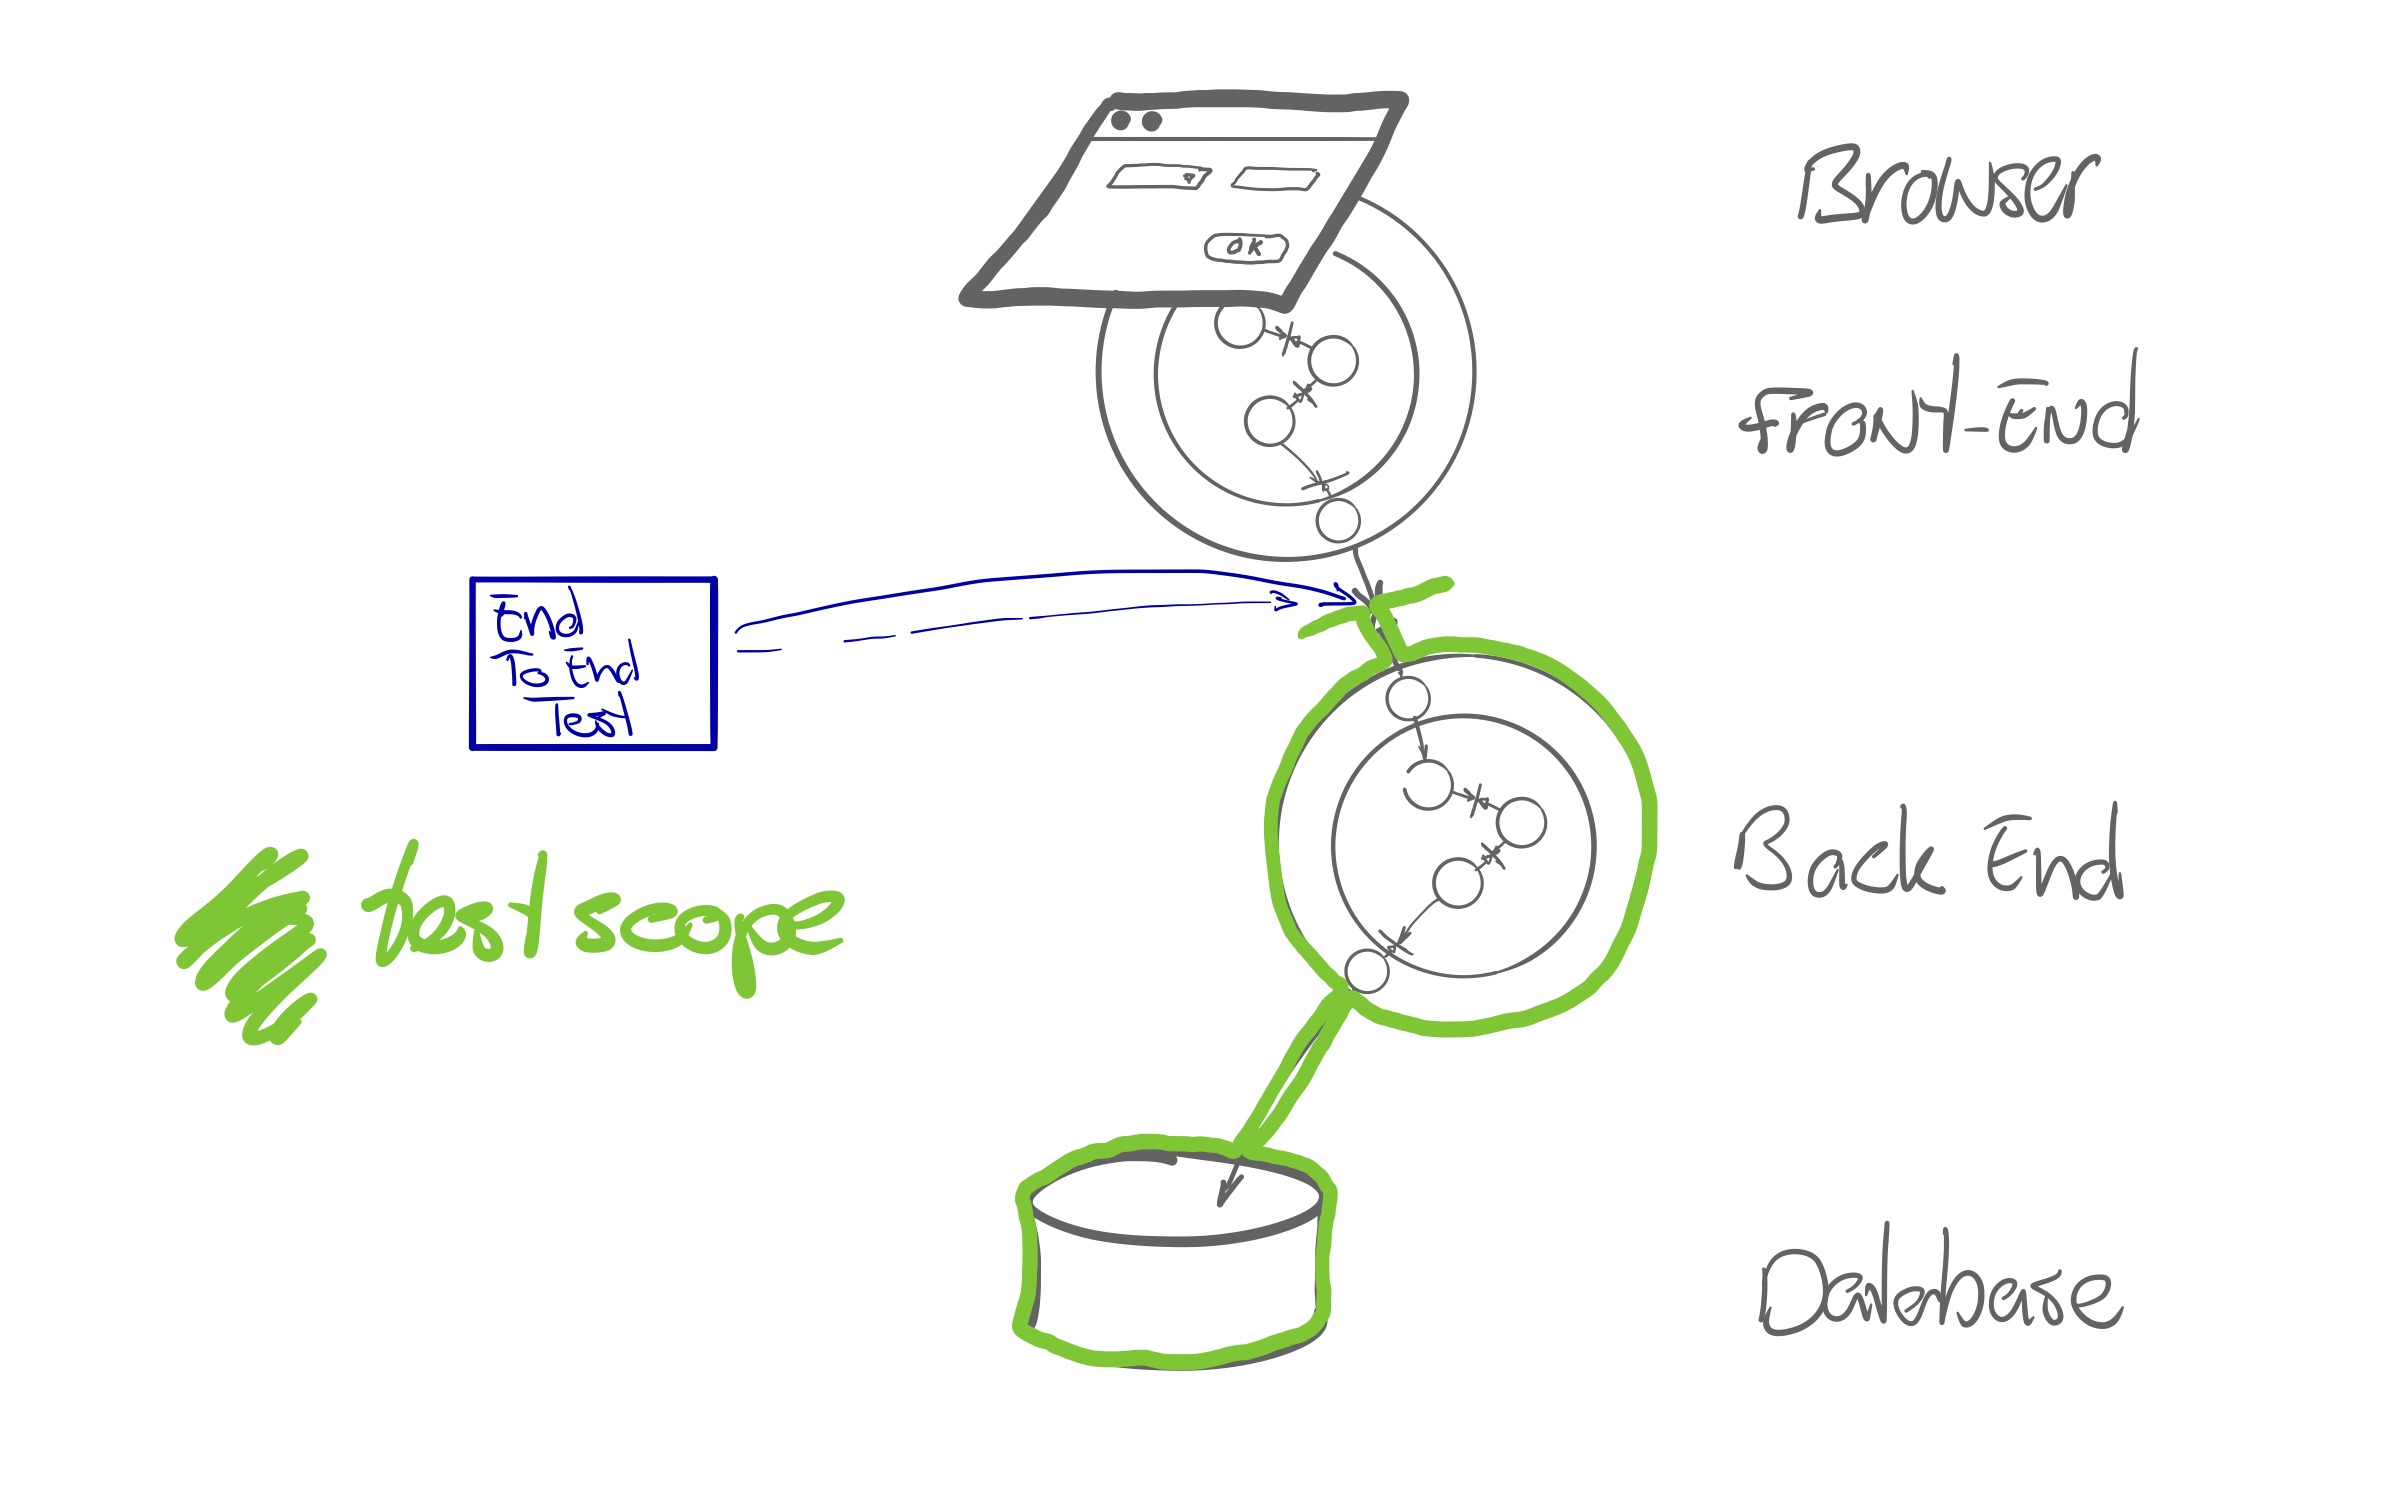 Browser
OK
Front-End
End
To End
Test
test scope
Back End
Database